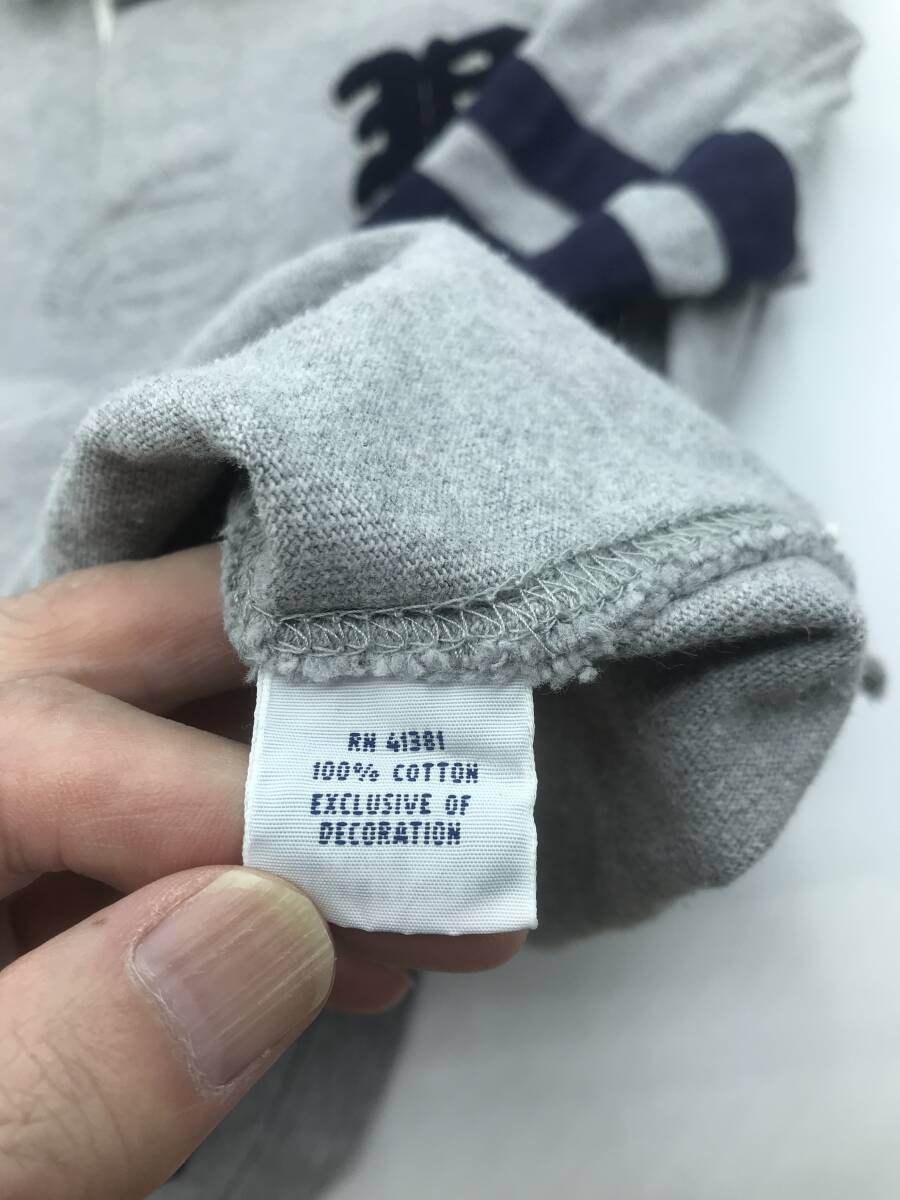 RN 41381
100% COTTON
EXCLUSIVE OF
DECORATION